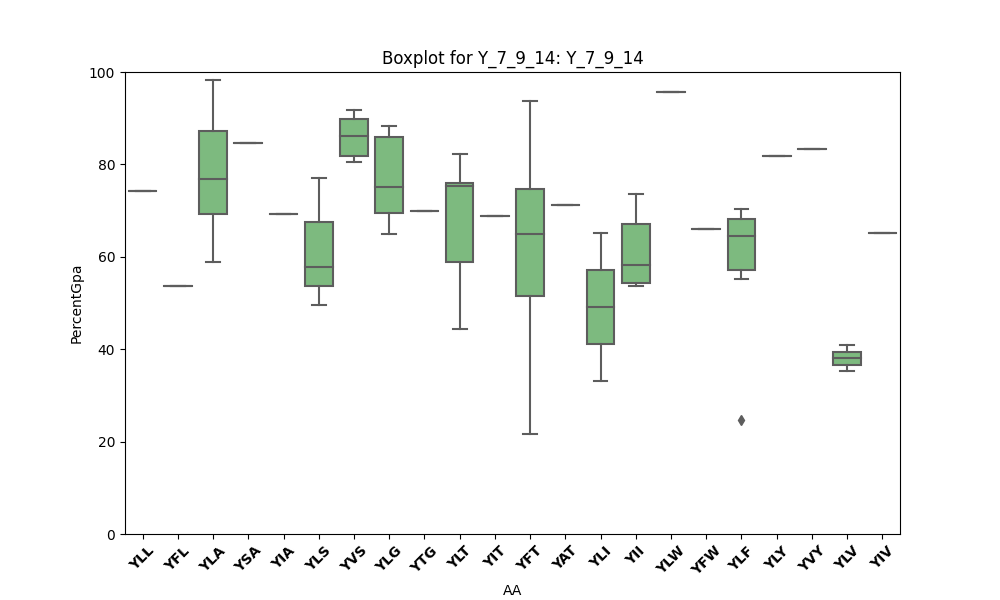 Boxplot for Y_7_9_14: Y_7_9_14
100
80
60
40
20
0
PercentGpa
YLL YFL YLA YSA YIA YLS YVS YLG YTG YLT YIT YFT YAT YLI YII YLW YFW YLF YLY YVY YLV YIV
AA